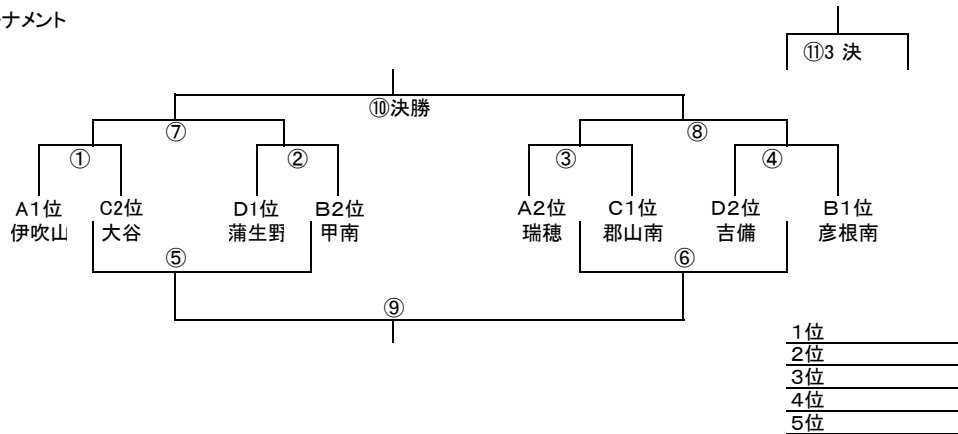 ーナメント
⑪3 決
⑩決勝
⑦ ⑧
① ② ③ ④
A1位 C2位 D1位 B2位 A2位 C1位 D2位 B1位
伊吹山 大谷 蒲生野 甲南 瑞穂 郡山南 吉備 彦根南
⑤ ⑥
⑨
1位
2位
3位
4位
5位